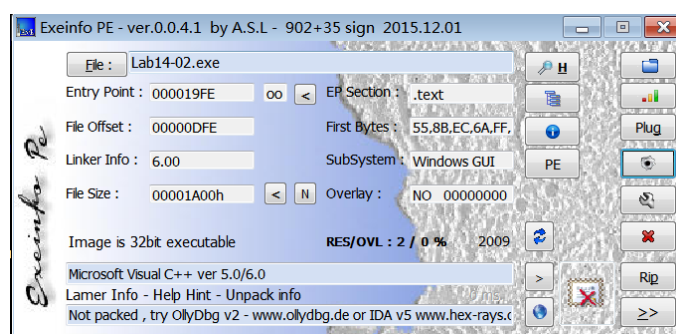 Exeinfo PE - ver.0.0.4.1 by A.S.L - 902+35 sign 2015.12.01
File : Lab14-02.exe H
Entry Point : 000019FE oo < EP Section : .text
File Offset : 00000DFE First Bytes : 55,8B,EC,6A,FF, Plug
Linker Info : 6.00 SubSystem : Windows GUI PE
File Size : 00001A00h < N Overlay : NO 00000000
Image is 32bit executable RES/OVL : 2 / 0 % 2009
Microsoft Visual C++ ver 5.0/6.0 > Rip
Lamer Info - Help Hint - Unpack info
Not packed , try OllyDbg v2 - www.ollydbg.de or IDA v5 www.hex-rays.c >>
Exeinfo Pe